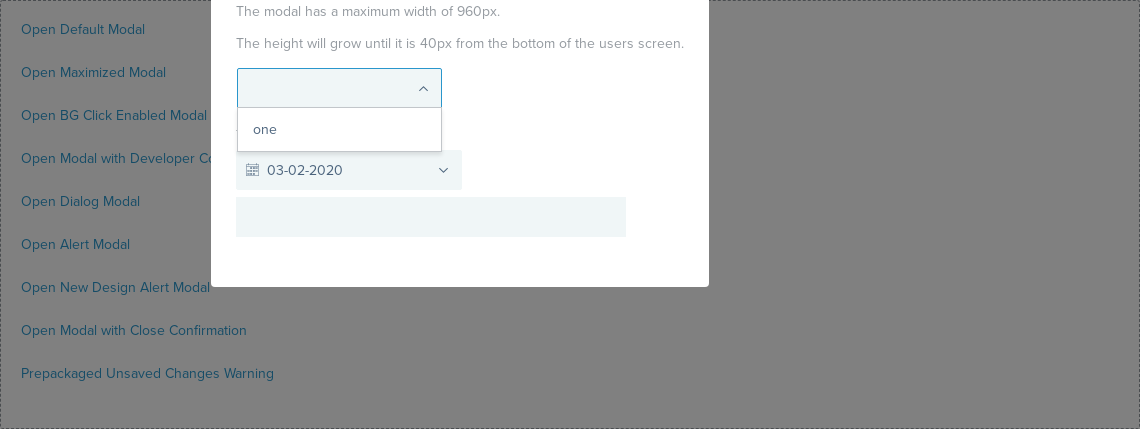 The modal has a maximum width of 960px.
The height will grow until it is 40px from the bottom of the users screen.
one
03-02-2020
Open Default Modal
Open Maximized Modal
Open BG Click Enabled Modal
Open Modal with Developer
Open Dialog Modal
Open Alert Modal
Open New Design Alert Modal
Open Modal with Close Confirmation
Prepackaged Unsaved Changes Warning